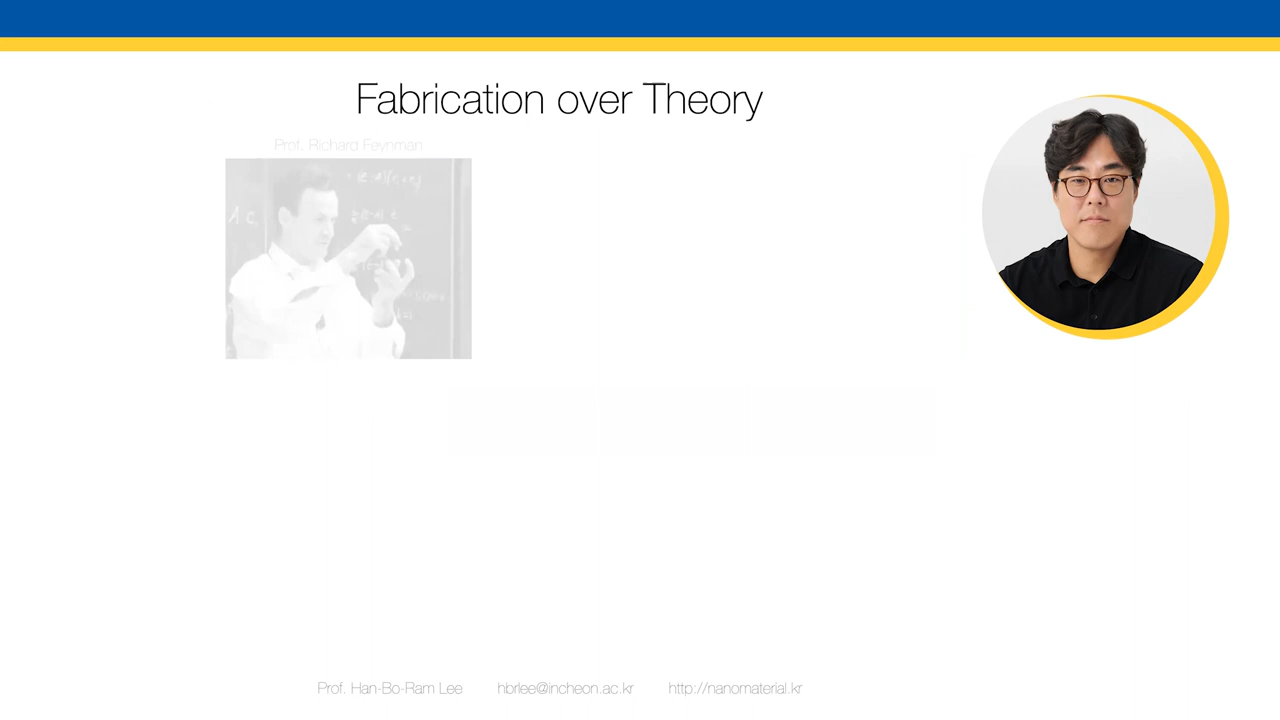 Fabrication over Theory
Prof. Richard Feynman
A C
Prof. Han-Bo-Ram Lee hbrlee@incheon.ac.kr http://nanomaterial.kr